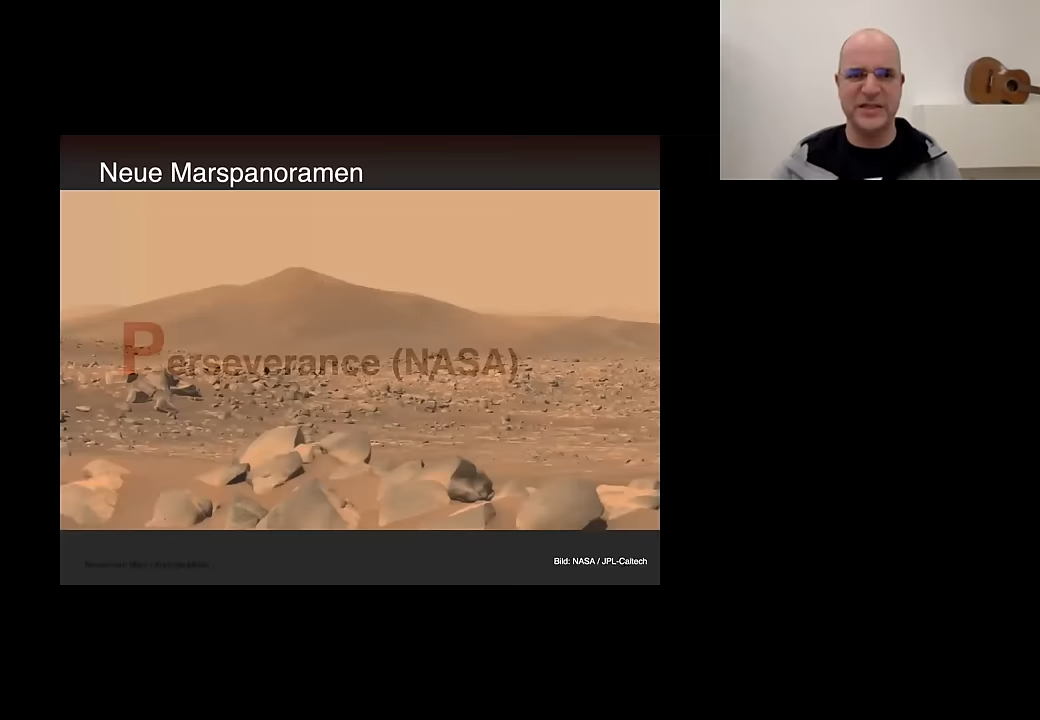 Neue Marspanoramen
Perseverance (NASA)
Bild: NASA / JPL-Caltech